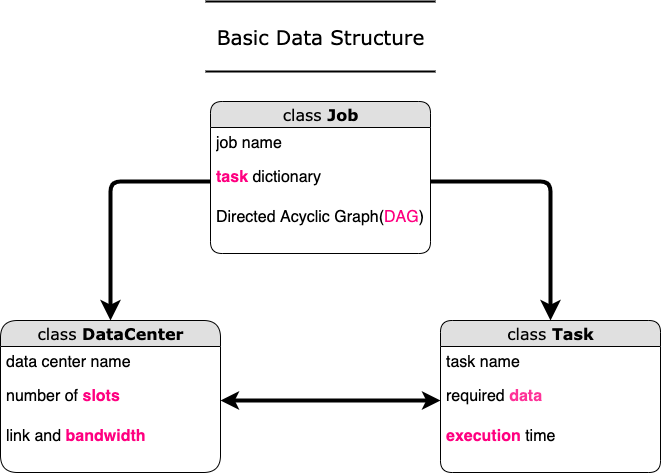 Basic Data Structure
class Job
job name
task dictionary
Directed Acyclic Graph(DAG)
class DataCenter
data center name
number of slots
link and bandwidth
class Task
task name
required data
execution time